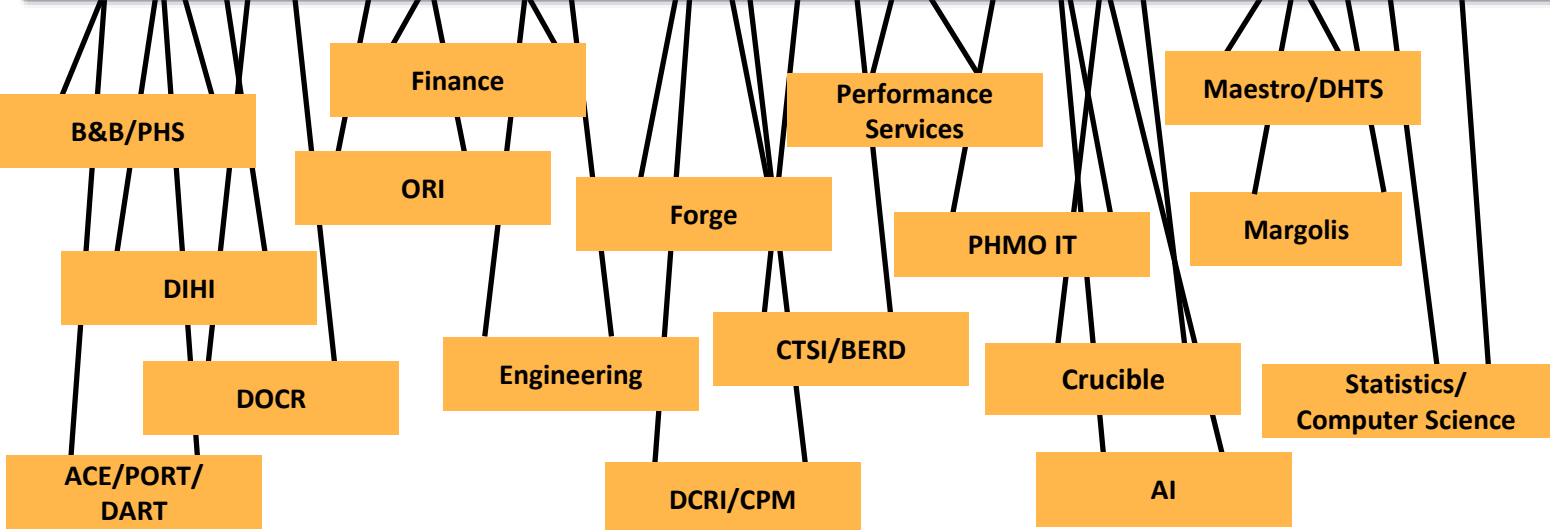 Finance
Maestro/DHTS
Performance
Services
B&B/PHS
ORI
Forge
Margolis
PHMO IT
DIHI
CTSI/BERD
Engineering
Crucible
DOCR
Statistics/
Computer Science
ACE/PORT/
DART
DCRI/CPM
AI